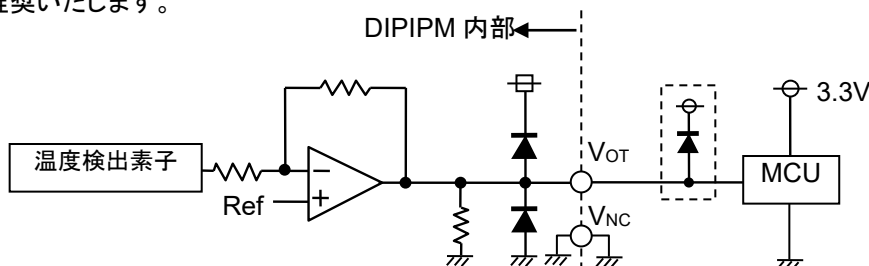 奨いたします。
DIPIPM 内部
3.3V
温度検出素子
VOT
MCU
Ref
VNC